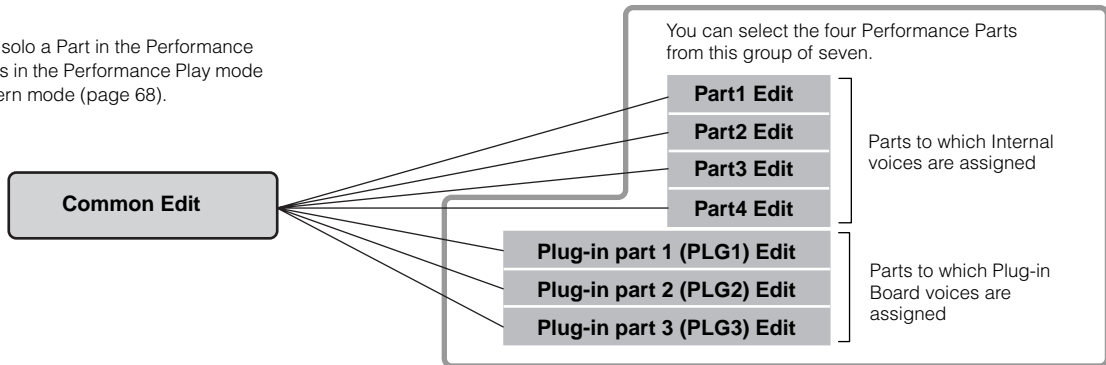 solo a Part in the Performance
s in the Performance Play mode
ern mode (page 68).
You can select the four Performance Parts
from this group of seven.
Common Edit
Part1 Edit
Part2 Edit
Part3 Edit
Part4 Edit
Parts to which Internal
voices are assigned
Plug-in part 1 (PLG1) Edit
Plug-in part 2 (PLG2) Edit
Plug-in part 3 (PLG3) Edit
Parts to which Plug-in
Board voices are
assigned